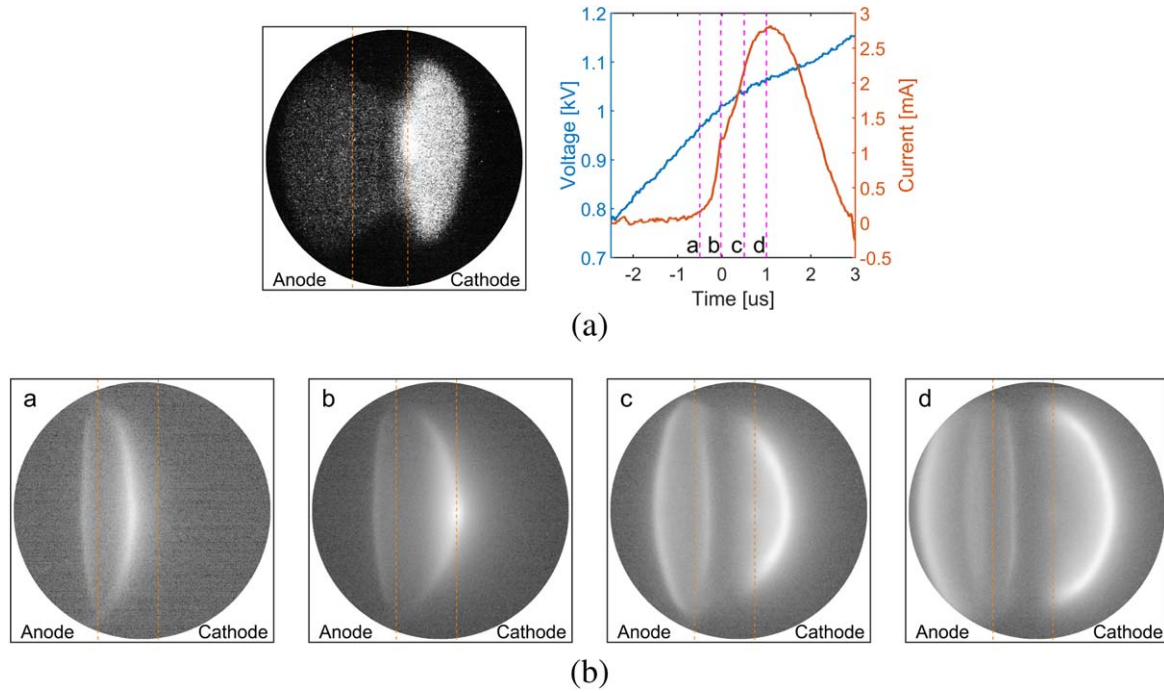 Anode Cathode
Voltage [kV]
1.2
1.1
1
0.9
0.8
0.7
a b c d
-2 -1 0 1 2 3
Time [us]
3
2.5
2
1.5
1
0.5
0
-0.5
Current [mA]
(a)
a
Anode Cathode
b
Anode Cathode
c
Anode Cathode
d
Anode Cathode
(b)